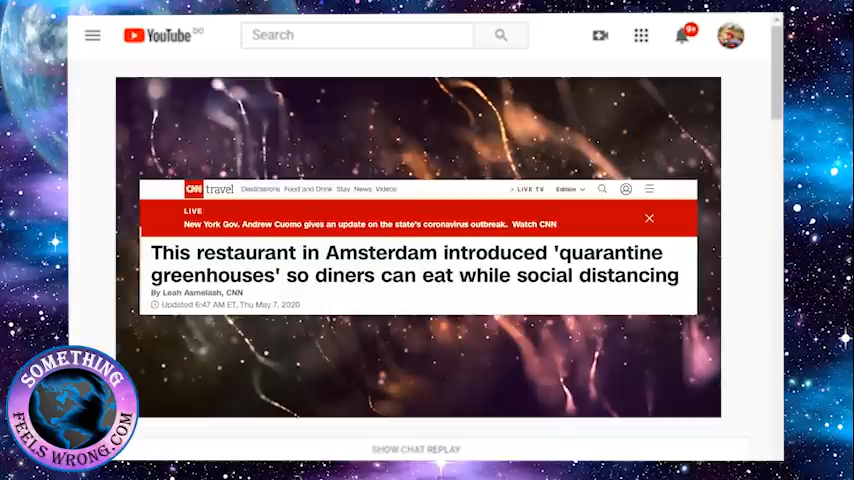 YouTube DO
Search
9+
CNN travel Destinations Food and Drink Stay News Videos LIVE TV Edition
LIVE
New York Gov. Andrew Cuomo gives an update on the state's coronavirus outbreak. Watch CNN
This restaurant in Amsterdam introduced 'quarantine
greenhouses' so diners can eat while social distancing
By Leah Asmelash, CNN
Updated 6:47 AM ET, Thu May 7, 2020
SOMETHING
FEELS WRONG.COM
SHOW CHAT REPLAY